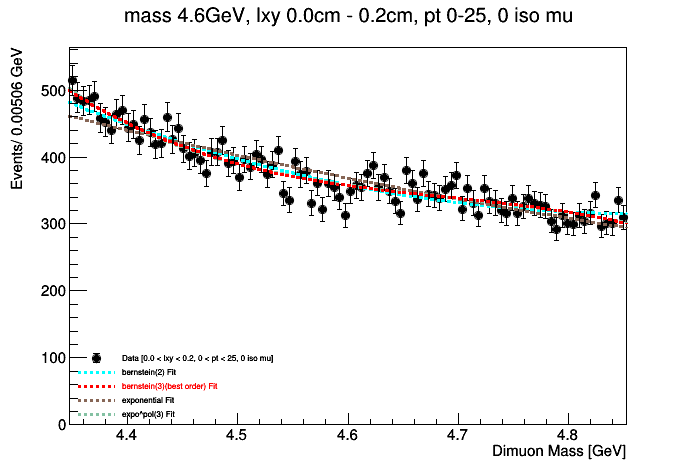 mass 4.6GeV, lxy 0.0cm - 0.2cm, pt 0-25, 0 iso mu
Events/ 0.00506 GeV
500
400
300
200
100
0
Data [0.0 < lxy < 0.2, 0 < pt < 25, 0 iso mu]
bernstein(2) Fit
bernstein(3)(best order) Fit
exponential Fit
expo*pol(3) Fit
4.4 4.5 4.6 4.7 4.8
Dimuon Mass [GeV]